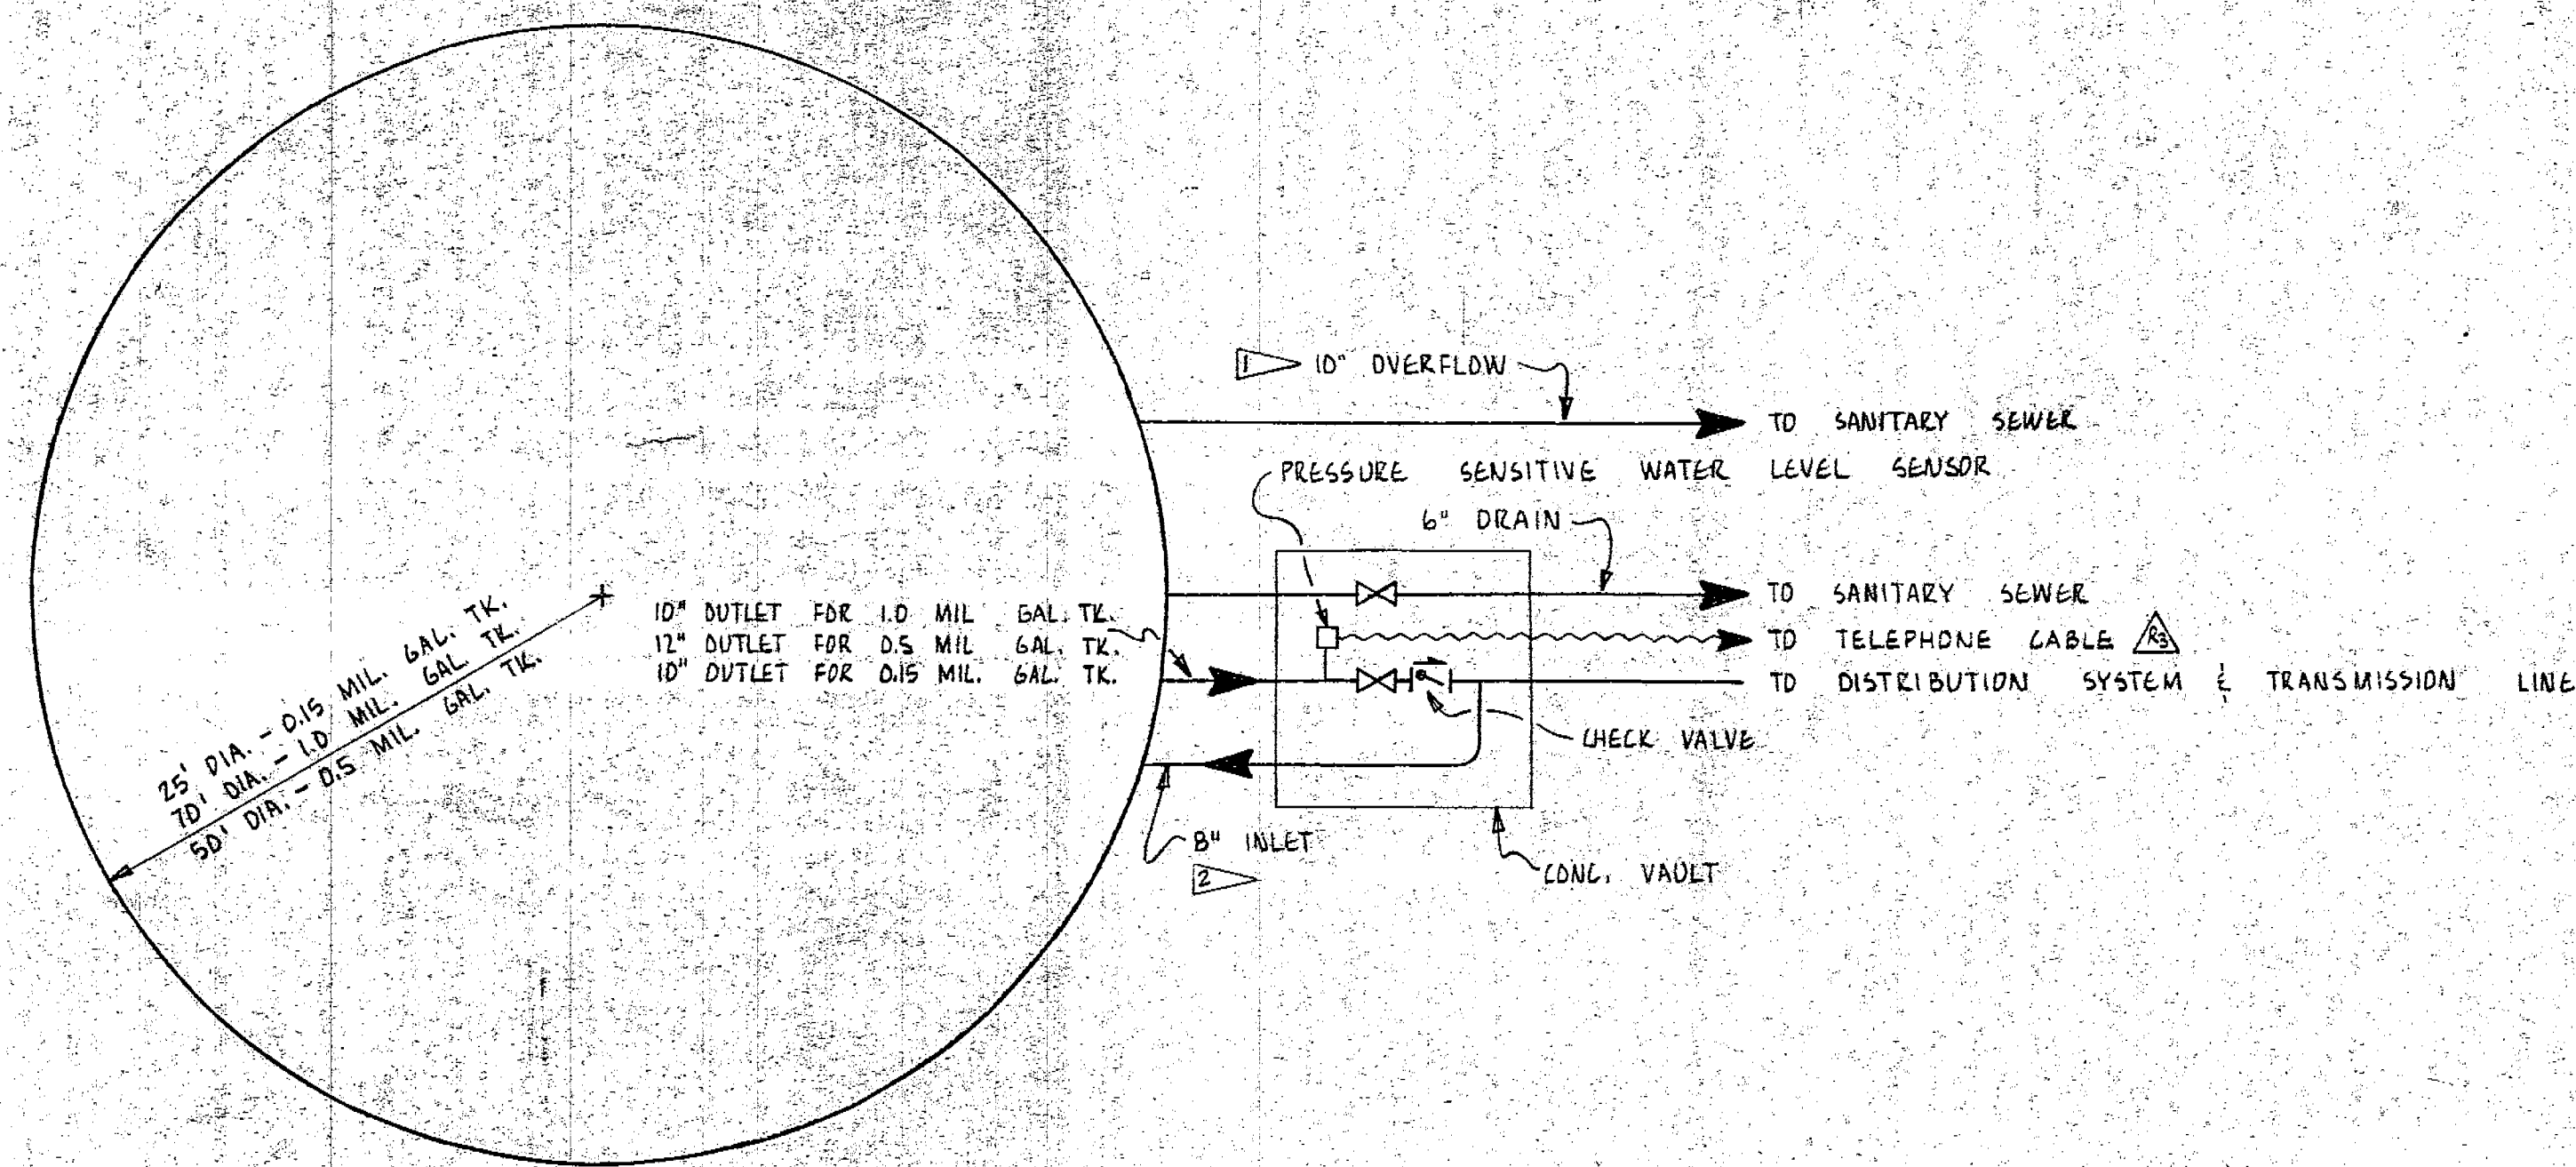 1 10" OVERFLOW
TO SANITARY SEWER
PRESSURE SENSITIVE WATER LEVEL SENSOR
6" DRAIN
TO SANITARY SEWER
TO TELEPHONE CABLE R3
TO DISTRIBUTION SYSTEM & TRANSMISSION LINE
10" OUTLET FOR 1.0 MIL GAL. TK.
12" OUTLET FOR 0.5 MIL GAL. TK.
10" OUTLET FOR 0.15 MIL. GAL. TK.
25' DIA. - 0.15 MIL. GAL. TK.
70' DIA. - 1.0 MIL. GAL. TK.
50' DIA. - 0.5 MIL. GAL. TK.
CHECK VALVE
8" INLET
2
CONC. VAULT